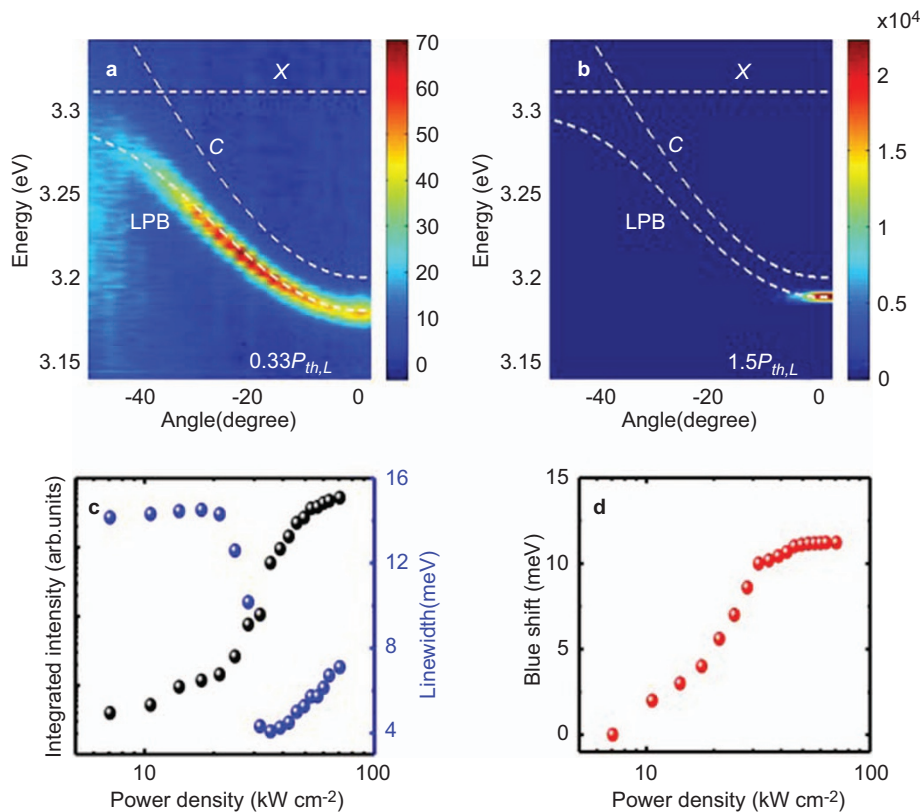 x10⁴
a
X
C
LPB
0.33P_th,L
Energy (eV)
3.3
3.25
3.2
3.15
-40
-20
0
Angle(degree)
70
60
50
40
30
20
10
0
b
X
C
LPB
1.5P_th,L
Energy (eV)
3.3
3.25
3.2
3.15
-40
-20
0
Angle(degree)
2
1.5
1
0.5
0
c
Integrated intensity (arb.units)
16
12
8
4
Linewidth(meV)
10
100
Power density (kW cm-2)
d
Blue shift (meV)
15
10
5
0
10
100
Power density (kW cm-2)